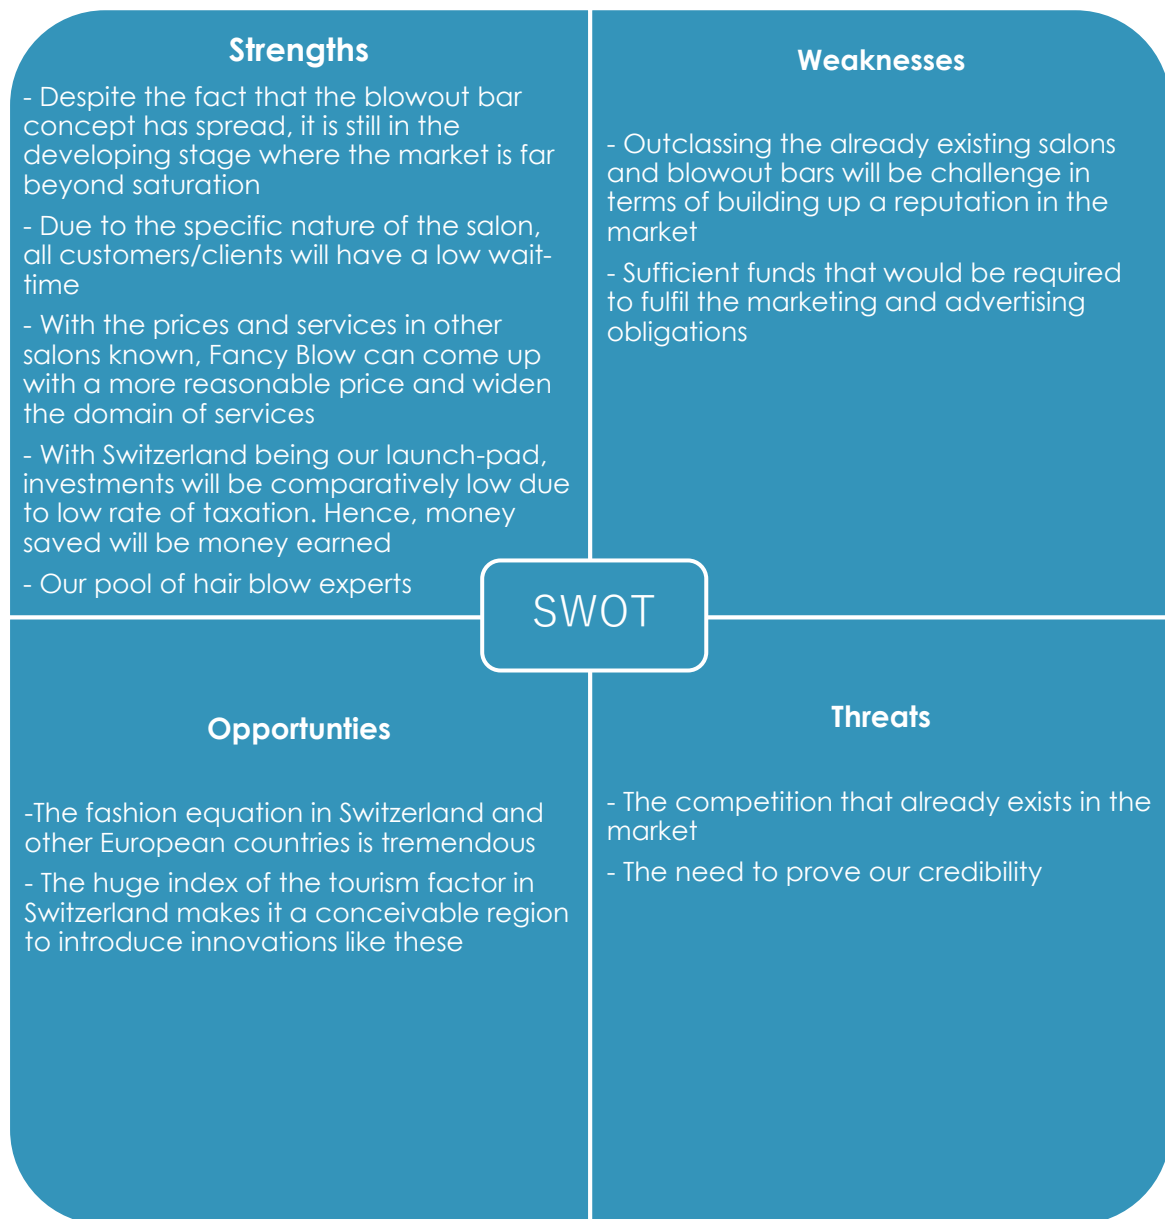 Strengths
- Despite the fact that the blowout bar
concept has spread, it is still in the
developing stage where the market is far
beyond saturation
- Due to the specific nature of the salon,
all customers/clients will have a low wait-
time
- With the prices and services in other
salons known, Fancy Blow can come up
with a more reasonable price and widen
the domain of services
- With Switzerland being our launch-pad,
investments will be comparatively low due
to low rate of taxation. Hence, money
saved will be money earned
- Our pool of hair blow experts
Weaknesses
- Outclassing the already existing salons
and blowout bars will be challenge in
terms of building up a reputation in the
market
- Sufficient funds that would be required
to fulfil the marketing and advertising
obligations
SWOT
Opportunties
-The fashion equation in Switzerland and
other European countries is tremendous
- The huge index of the tourism factor in
Switzerland makes it a conceivable region
to introduce innovations like these
Threats
- The competition that already exists in the
market
- The need to prove our credibility